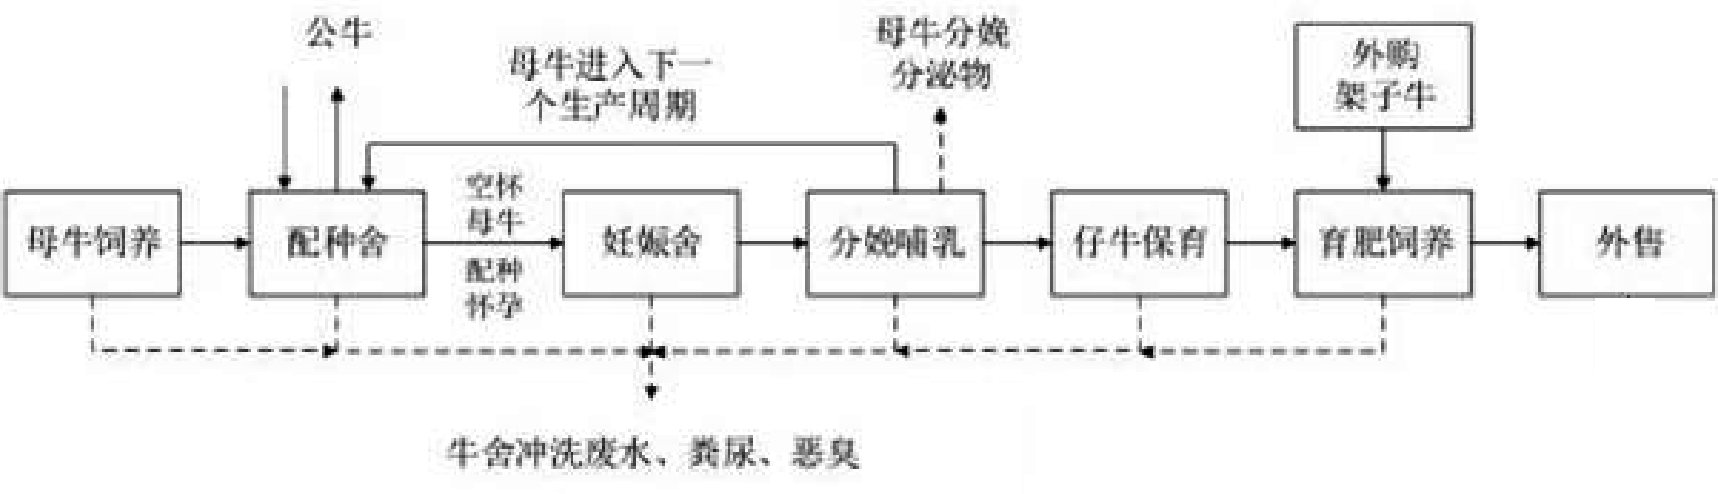 公牛
母牛进入下一
个生产周期
母牛分娩
分泌物
外购
架子牛
母牛饲养
配种舍
空怀
母牛
配种
怀孕
妊娠舍
分娩哺乳
仔牛保育
育肥饲养
外售
牛舍冲洗废水、粪尿、恶臭